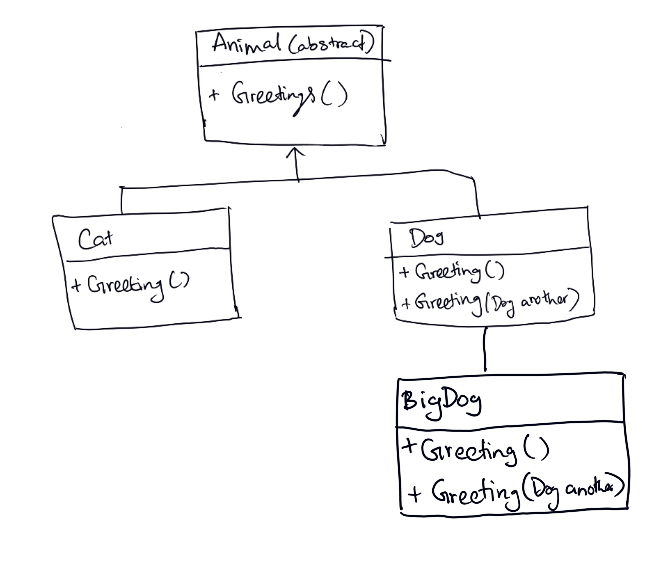 Animal (abstract)
+ Greetings ()
Cat
+ Greeting ()
Dog
+ Greeting ()
+ Greeting (Dog another)
BigDog
+ Greeting ()
+ Greeting (Dog another)